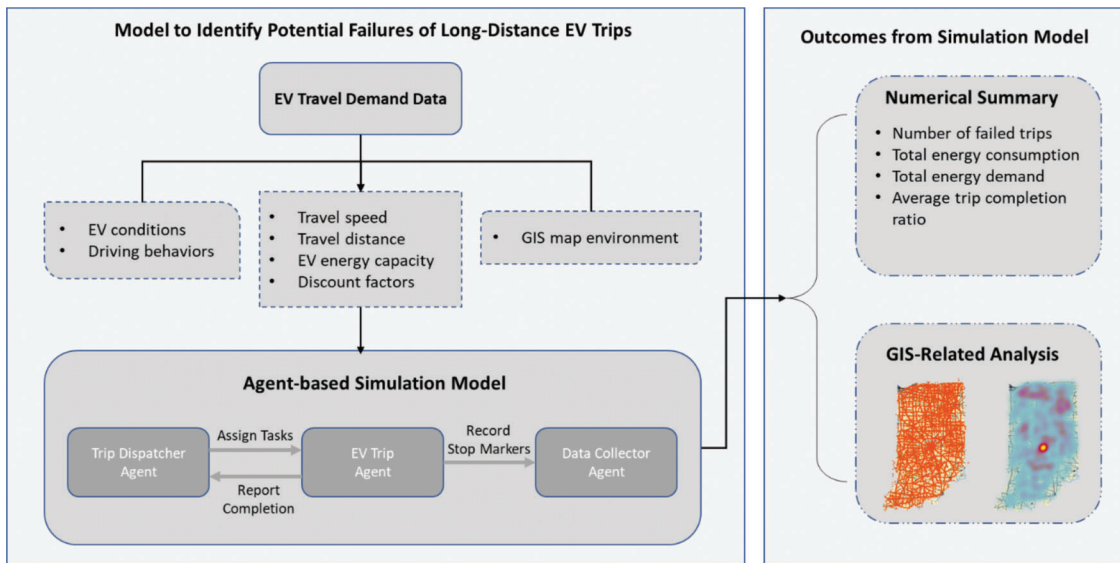 Model to Identify Potential Failures of Long-Distance EV Trips
EV Travel Demand Data
• EV conditions
• Driving behaviors
• Travel speed
• Travel distance
• EV energy capacity
• Discount factors
• GIS map environment
Agent-based Simulation Model
Trip Dispatcher
Agent
Assign Tasks
Report
Completion
EV Trip
Agent
Record
Stop Markers
Data Collector
Agent
Outcomes from Simulation Model
Numerical Summary
• Number of failed trips
• Total energy consumption
• Total energy demand
• Average trip completion
ratio
GIS-Related Analysis